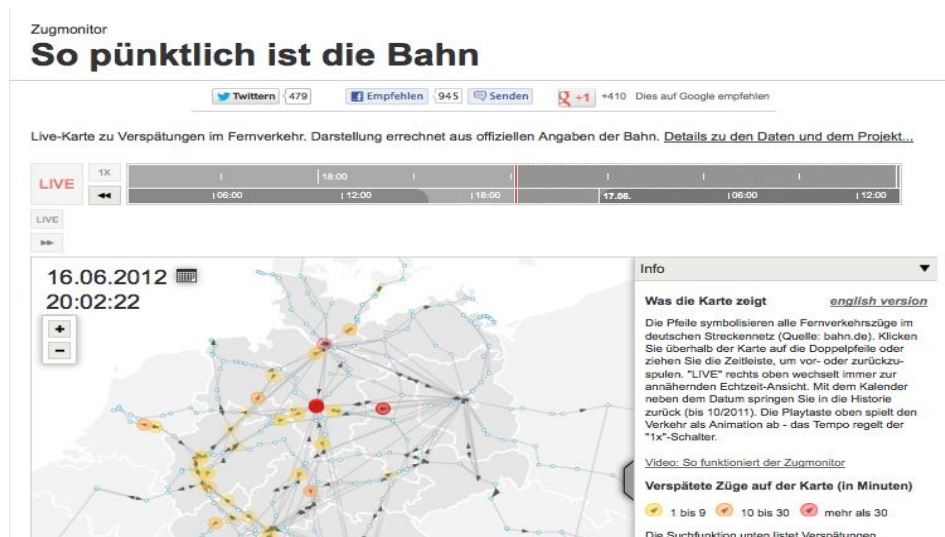 Zugmonitor
So pünktlich ist die Bahn
Twittern 479 Empfehlen 945 Senden g +1 +410 Dies auf Google empfehlen
Live-Karte zu Verspätungen im Fernverkehr. Darstellung errechnet aus offiziellen Angaben der Bahn. Details zu den Daten und dem Projekt...
LIVE 1X 18:00
06:00 12:00 18:00 17.06. 06:00 12:00
LIVE
16.06.2012
20:02:22
+
−
Info
Was die Karte zeigt english version
Die Pfeile symbolisieren alle Fernverkehrszüge im
deutschen Streckennetz (Quelle: bahn.de). Klicken
Sie überhalb der Karte auf die Doppelpfeile oder
ziehen Sie die Zeitleiste, um vor- oder zurückzu-
spulen. "LIVE" rechts oben wechselt immer zur
annähernden Echtzeit-Ansicht. Mit dem Kalender
neben dem Datum springen Sie in die Historie
zurück (bis 10/2011). Die Playtaste oben spielt den
Verkehr als Animation ab - das Tempo regelt der
"1x"-Schalter.
Video: So funktioniert der Zugmonitor
Verspätete Züge auf der Karte (in Minuten)
1 bis 9 10 bis 30 mehr als 30
Die Suchfunktion unten listet Verspätungen